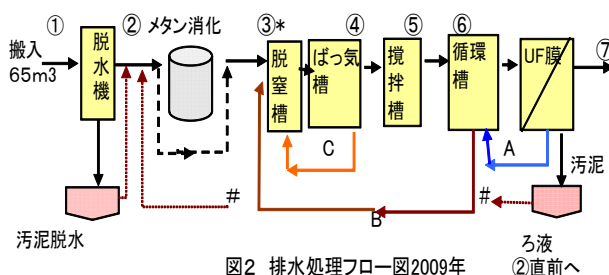 ① ② メタン消化 ③* ④ ⑤ ⑥ ⑦
搬入
65m3
脱水機
脱窒槽
ばっ気槽
撹拌槽
循環槽
UF膜
C
A
B
#
#
汚泥
汚泥脱水
ろ液
②直前へ
図2 排水処理フロー図2009年